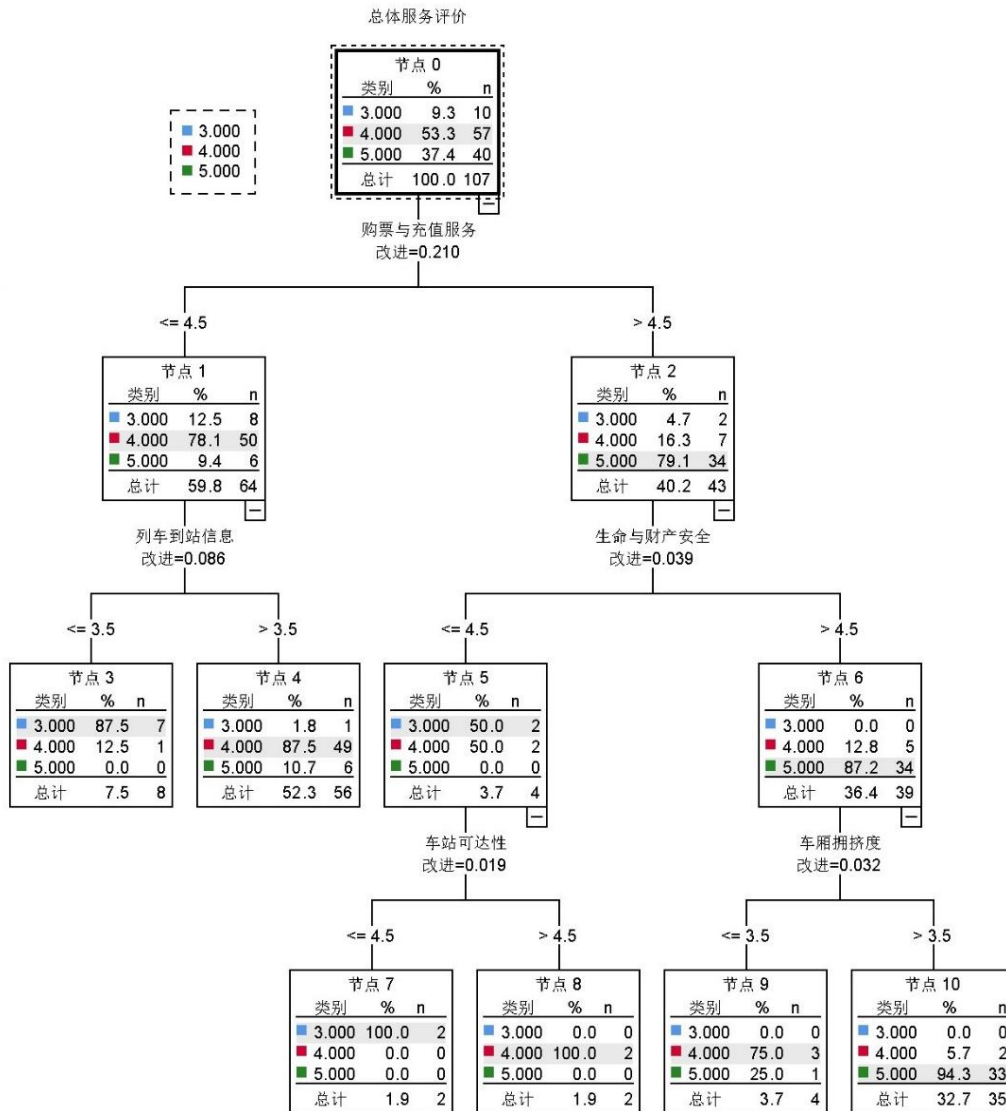 总体服务评价
节点 0
类别 % n
3.000 9.3 10
4.000 53.3 57
5.000 37.4 40
总计 100.0 107
3.000
4.000
5.000
购票与充值服务
改进=0.210
<= 4.5
> 4.5
节点 1
类别 % n
3.000 12.5 8
4.000 78.1 50
5.000 9.4 6
总计 59.8 64
节点 2
类别 % n
3.000 4.7 2
4.000 16.3 7
5.000 79.1 34
总计 40.2 43
列车到站信息
改进=0.086
生命与财产安全
改进=0.039
<= 3.5
> 3.5
<= 4.5
> 4.5
节点 3
类别 % n
3.000 87.5 7
4.000 12.5 1
5.000 0.0 0
总计 7.5 8
节点 4
类别 % n
3.000 1.8 1
4.000 87.5 49
5.000 10.7 6
总计 52.3 56
节点 5
类别 % n
3.000 50.0 2
4.000 50.0 2
5.000 0.0 0
总计 3.7 4
节点 6
类别 % n
3.000 0.0 0
4.000 12.8 5
5.000 87.2 34
总计 36.4 39
车站可达性
改进=0.019
车厢拥挤度
改进=0.032
<= 4.5
> 4.5
<= 3.5
> 3.5
节点 7
类别 % n
3.000 100.0 2
4.000 0.0 0
5.000 0.0 0
总计 1.9 2
节点 8
类别 % n
3.000 0.0 0
4.000 100.0 2
5.000 0.0 0
总计 1.9 2
节点 9
类别 % n
3.000 0.0 0
4.000 75.0 3
5.000 25.0 1
总计 3.7 4
节点 10
类别 % n
3.000 0.0 0
4.000 5.7 2
5.000 94.3 33
总计 32.7 35